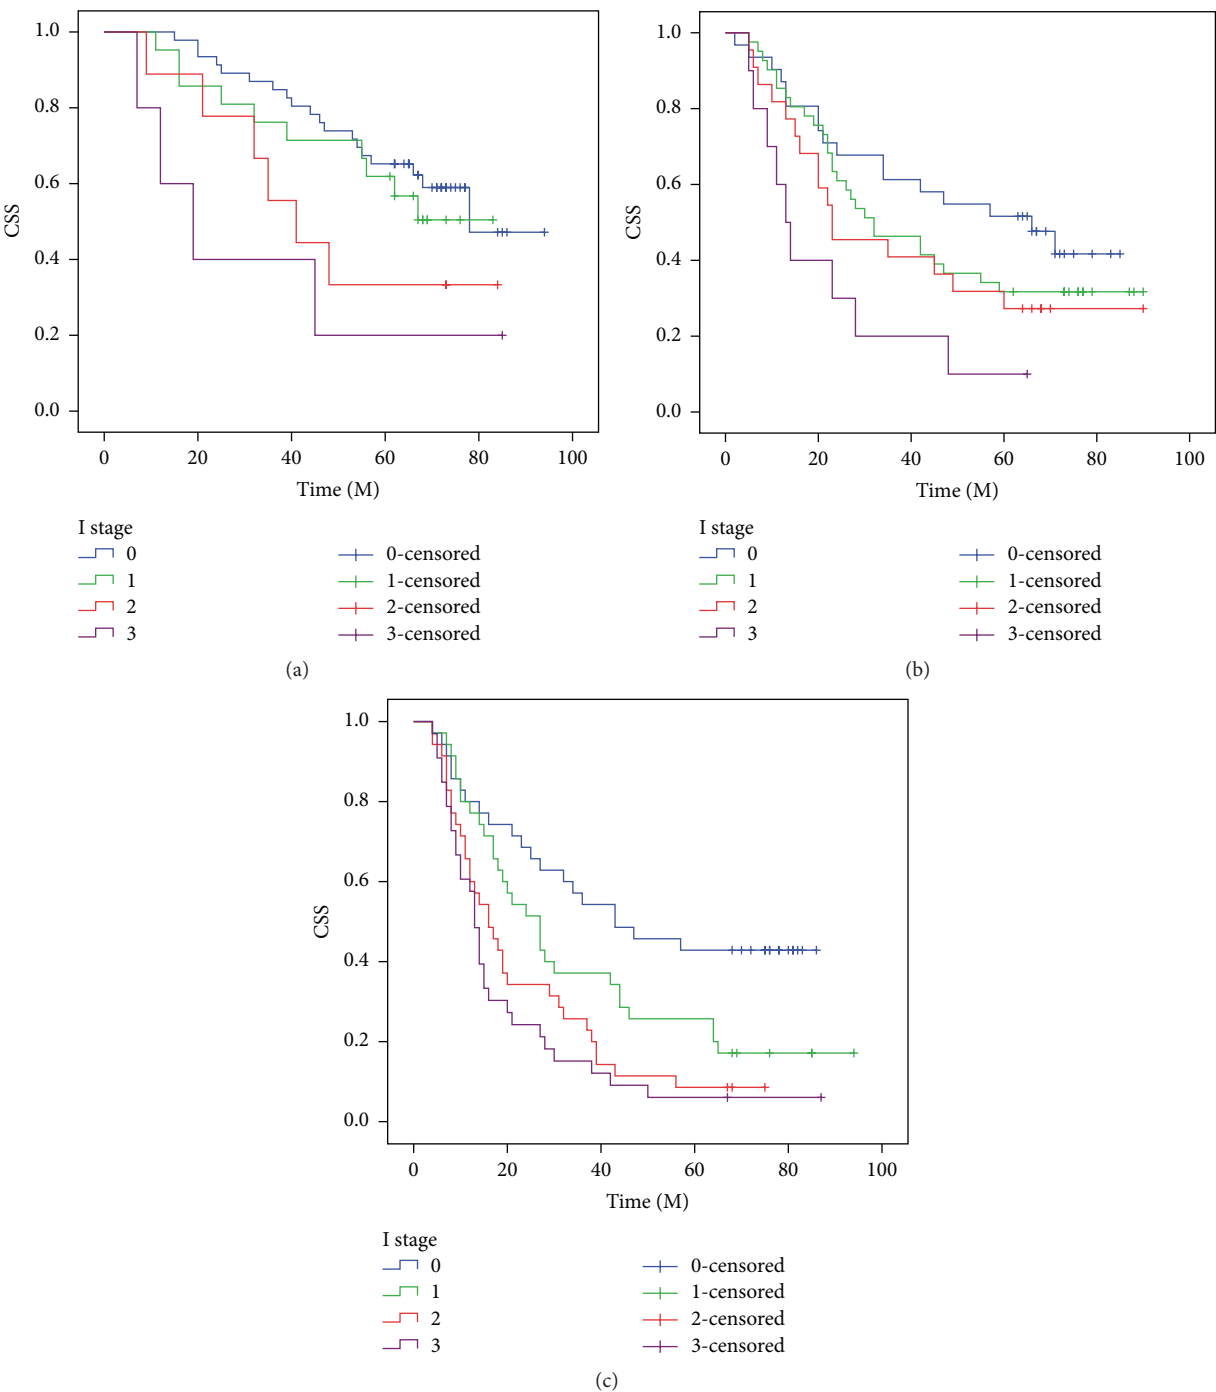 1.0
0.8
0.6
0.4
0.2
0.0
CSS
0 20 40 60 80 100
Time (M)
I stage
0 0-censored
1 1-censored
2 2-censored
3 3-censored
(a)
1.0
0.8
0.6
0.4
0.2
0.0
CSS
0 20 40 60 80 100
Time (M)
I stage
0 0-censored
1 1-censored
2 2-censored
3 3-censored
(b)
1.0
0.8
0.6
0.4
0.2
0.0
CSS
0 20 40 60 80 100
Time (M)
I stage
0 0-censored
1 1-censored
2 2-censored
3 3-censored
(c)